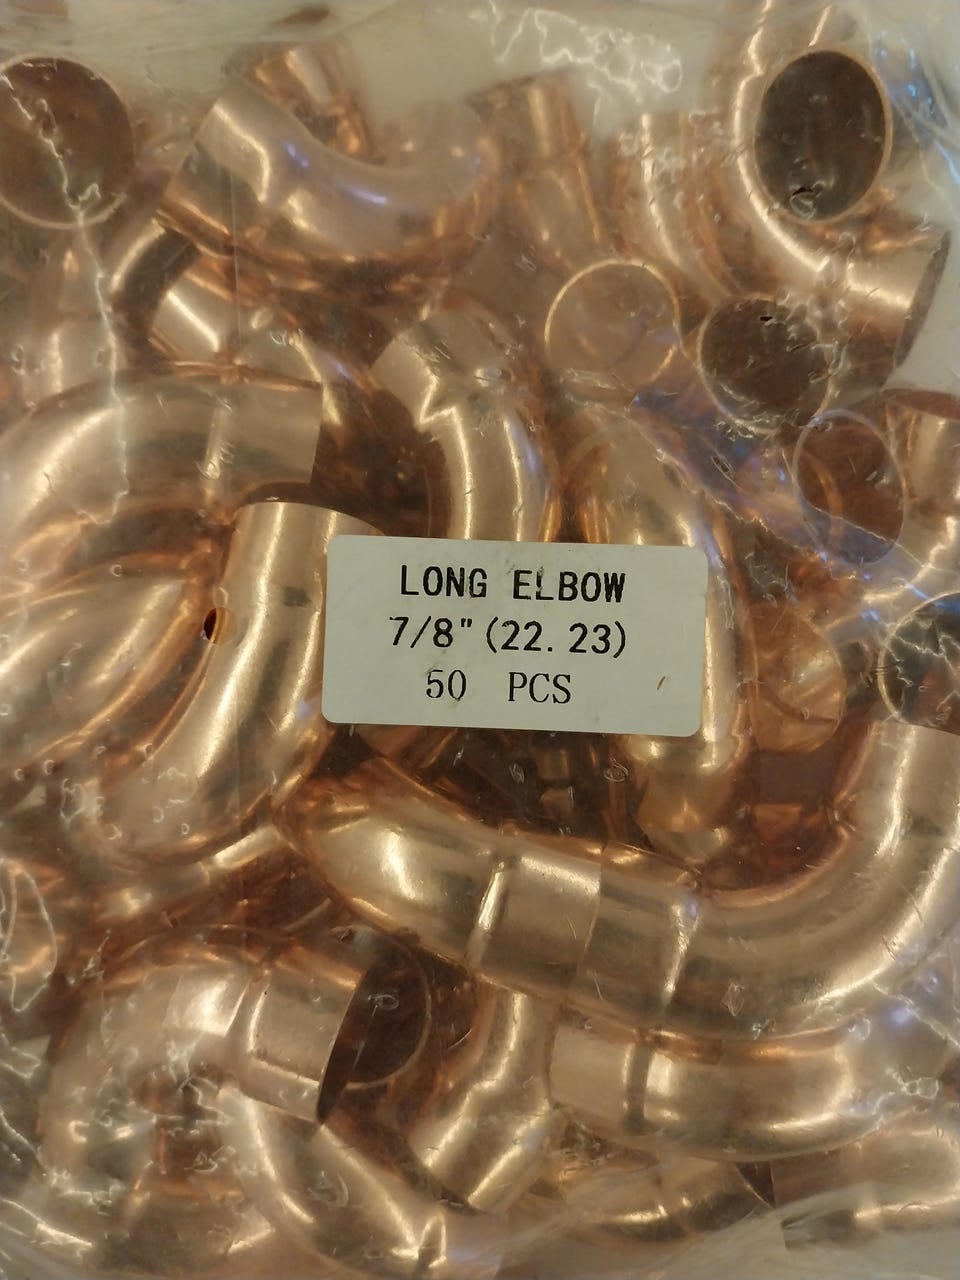 LONG ELBOW
7/8" (22.23)
50 PCS